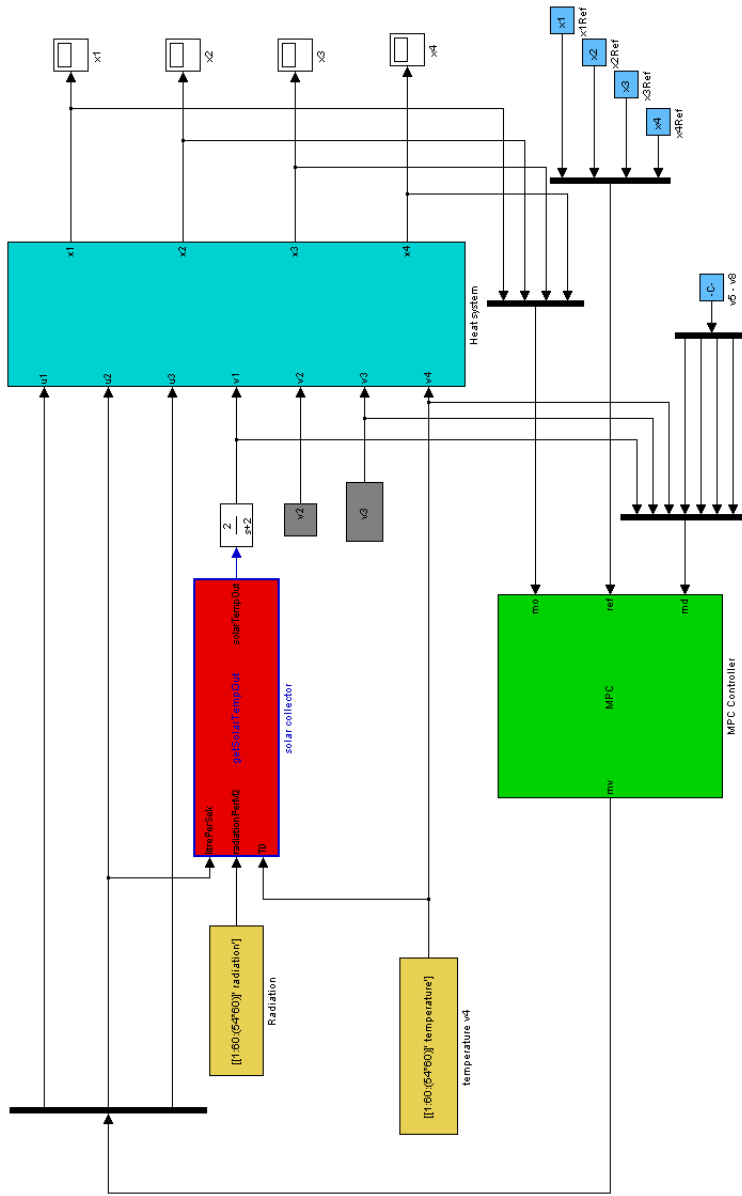 x1
x2
x3
x4
x1
x1Ref
x2
x2Ref
x3
x3Ref
x4
x4Ref
x1
x2
x3
x4
Heat system
u1
u2
u3
v1
v2
v3
v4
-C-
v5 - v8
2
s+2
v2
v3
solarTempOut
getSolarTempOut
litrePerSek
radiationPerM2
T0
solar collector
mo
ref
md
MPC
mv
MPC Controller
[[1:60:(54*60)]' radiation']
Radiation
[[1:60:(54*60)]' temperature']
temperature v4